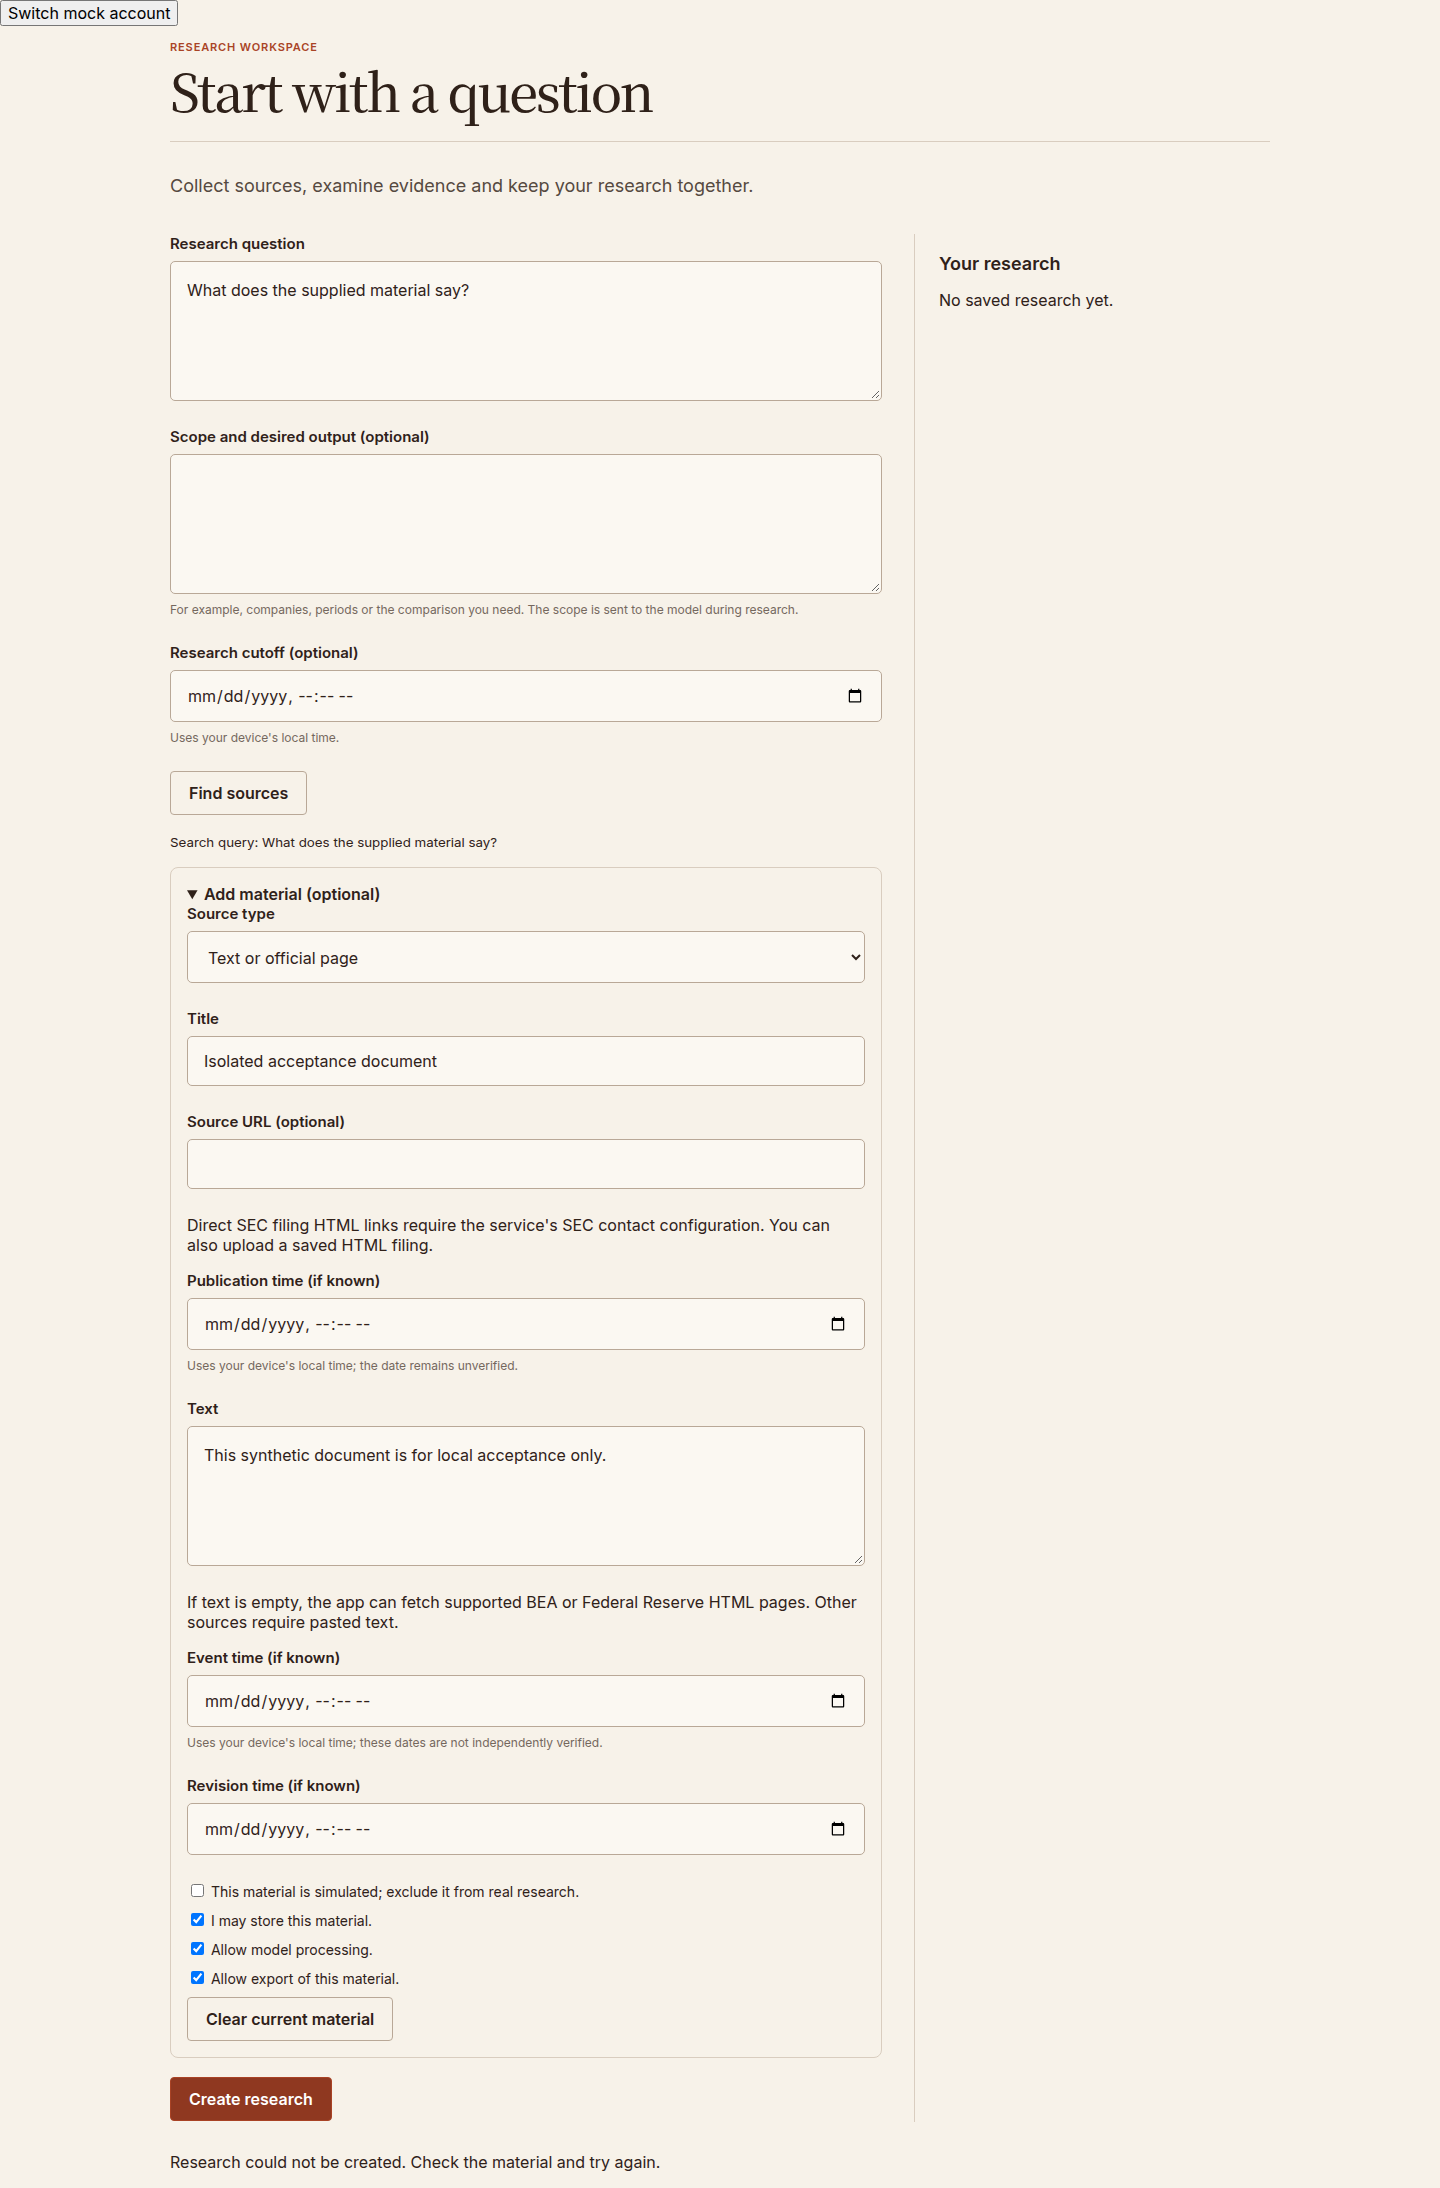 Switch mock account
RESEARCH WORKSPACE
Start with a question
Collect sources, examine evidence and keep your research together.
Research question
What does the supplied material say?
Scope and desired output (optional)
For example, companies, periods or the comparison you need. The scope is sent to the model during research.
Research cutoff (optional)
mm/dd/yyyy, --:-- --
Uses your device's local time.
Find sources
Search query: What does the supplied material say?
Add material (optional)
Source type
Text or official page
Title
Isolated acceptance document
Source URL (optional)
Direct SEC filing HTML links require the service's SEC contact configuration. You can
also upload a saved HTML filing.
Publication time (if known)
mm/dd/yyyy, --:-- --
Uses your device's local time; the date remains unverified.
Text
This synthetic document is for local acceptance only.
If text is empty, the app can fetch supported BEA or Federal Reserve HTML pages. Other
sources require pasted text.
Event time (if known)
mm/dd/yyyy, --:-- --
Uses your device's local time; these dates are not independently verified.
Revision time (if known)
mm/dd/yyyy, --:-- --
This material is simulated; exclude it from real research.
I may store this material.
Allow model processing.
Allow export of this material.
Clear current material
Create research
Research could not be created. Check the material and try again.
Your research
No saved research yet.